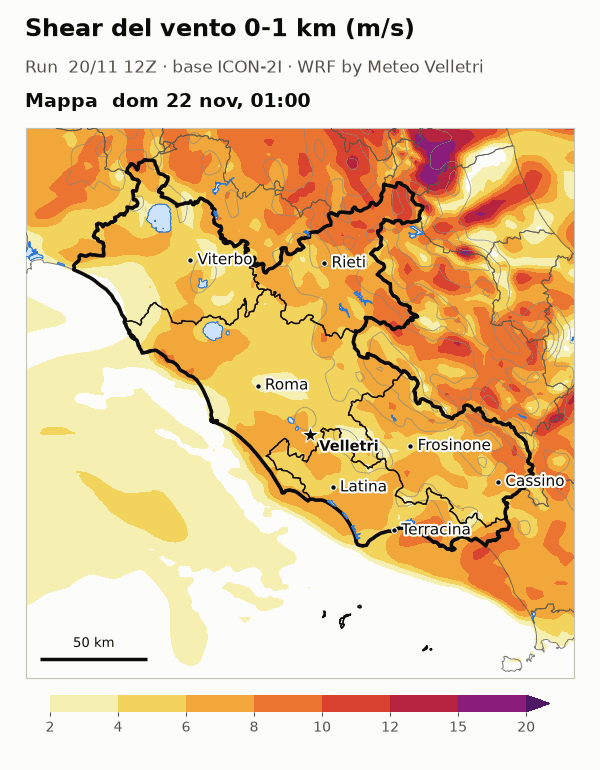 Shear del vento 0-1 km (m/s)
Run  20/11 12Z · base ICON-2I · WRF by Meteo Velletri
Mappa  dom 22 nov, 01:00
Viterbo
Rieti
Roma
Velletri
Frosinone
Latina
Cassino
Terracina
50 km
2 4 6 8 10 12 15 20